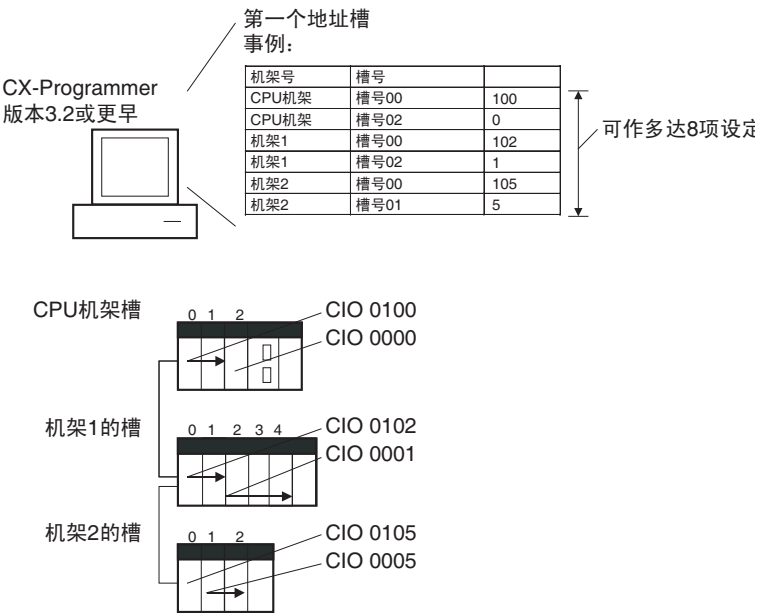 第一个地址槽
事例：
CX-Programmer
版本3.2或更早
机架号 槽号
CPU机架 槽号00 100
CPU机架 槽号02 0
机架1 槽号00 102
机架1 槽号02 1
机架2 槽号00 105
机架2 槽号01 5
可作多达8项设定
CPU机架槽
0 1 2
CIO 0100
CIO 0000
机架1的槽
0 1 2 3 4
CIO 0102
CIO 0001
机架2的槽
0 1 2
CIO 0105
CIO 0005